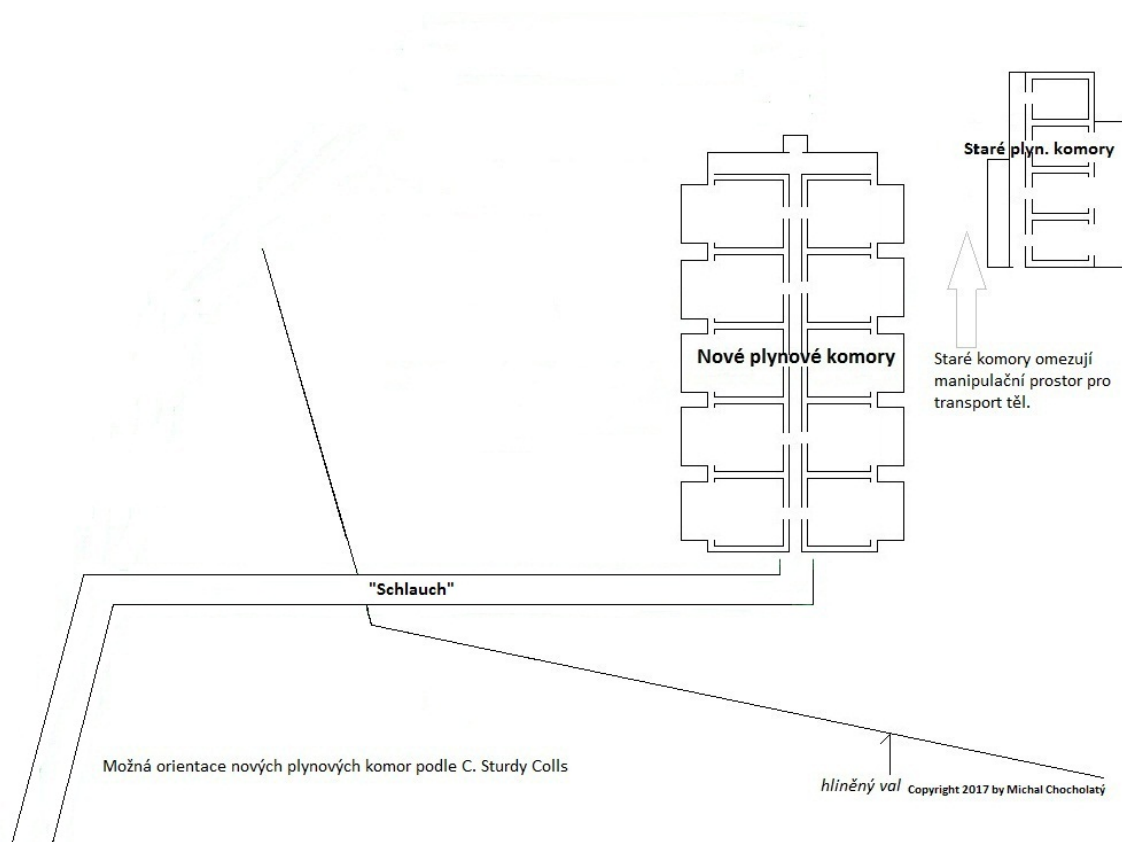 Staré plyn. komory
Nové plynové komory
Staré komory omezují
manipulační prostor pro
transport těl.
"Schlauch"
Možná orientace nových plynových komor podle C. Sturdy Colls
hliněný val
Copyright 2017 by Michal Chocholatý